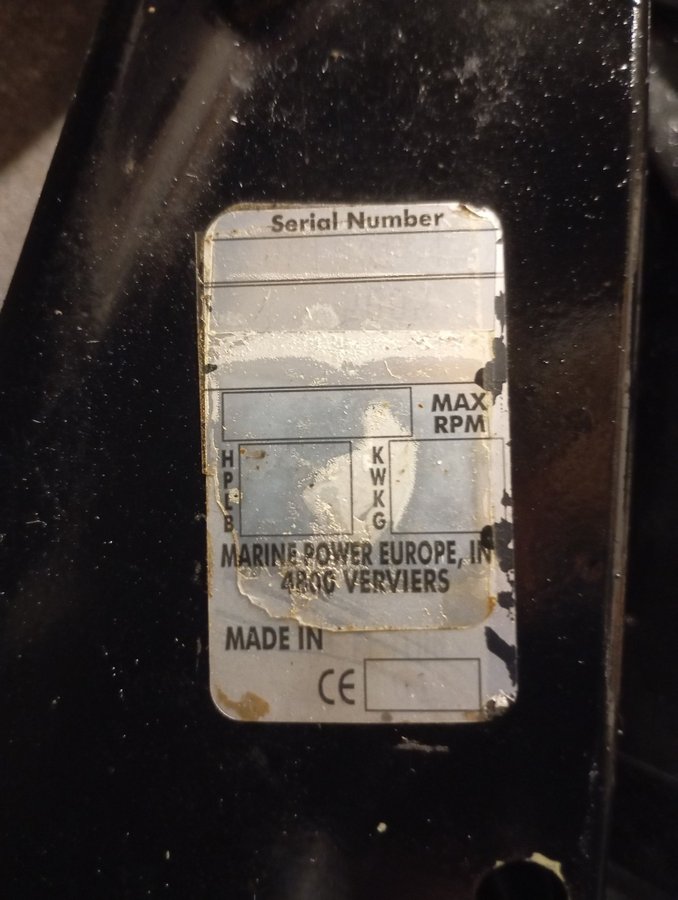 Serial Number
MAX
RPM
HP
LB
KW
KG
MARINE POWER EUROPE, IN
4800 VERVIERS
MADE IN
CE